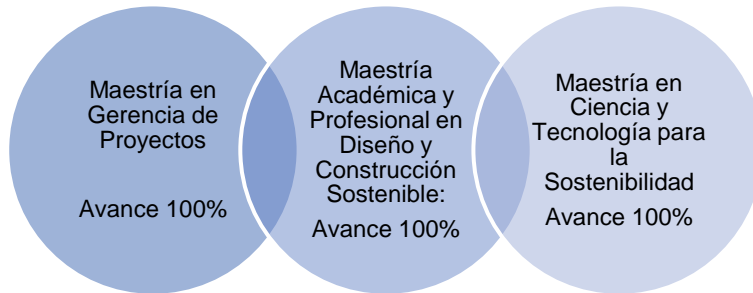 Maestría en
Gerencia de
Proyectos
Avance 100%
Maestría
Académica y
Profesional en
Diseño y
Construcción
Sostenible:
Avance 100%
Maestría en
Ciencia y
Tecnología para
la
Sostenibilidad
Avance 100%